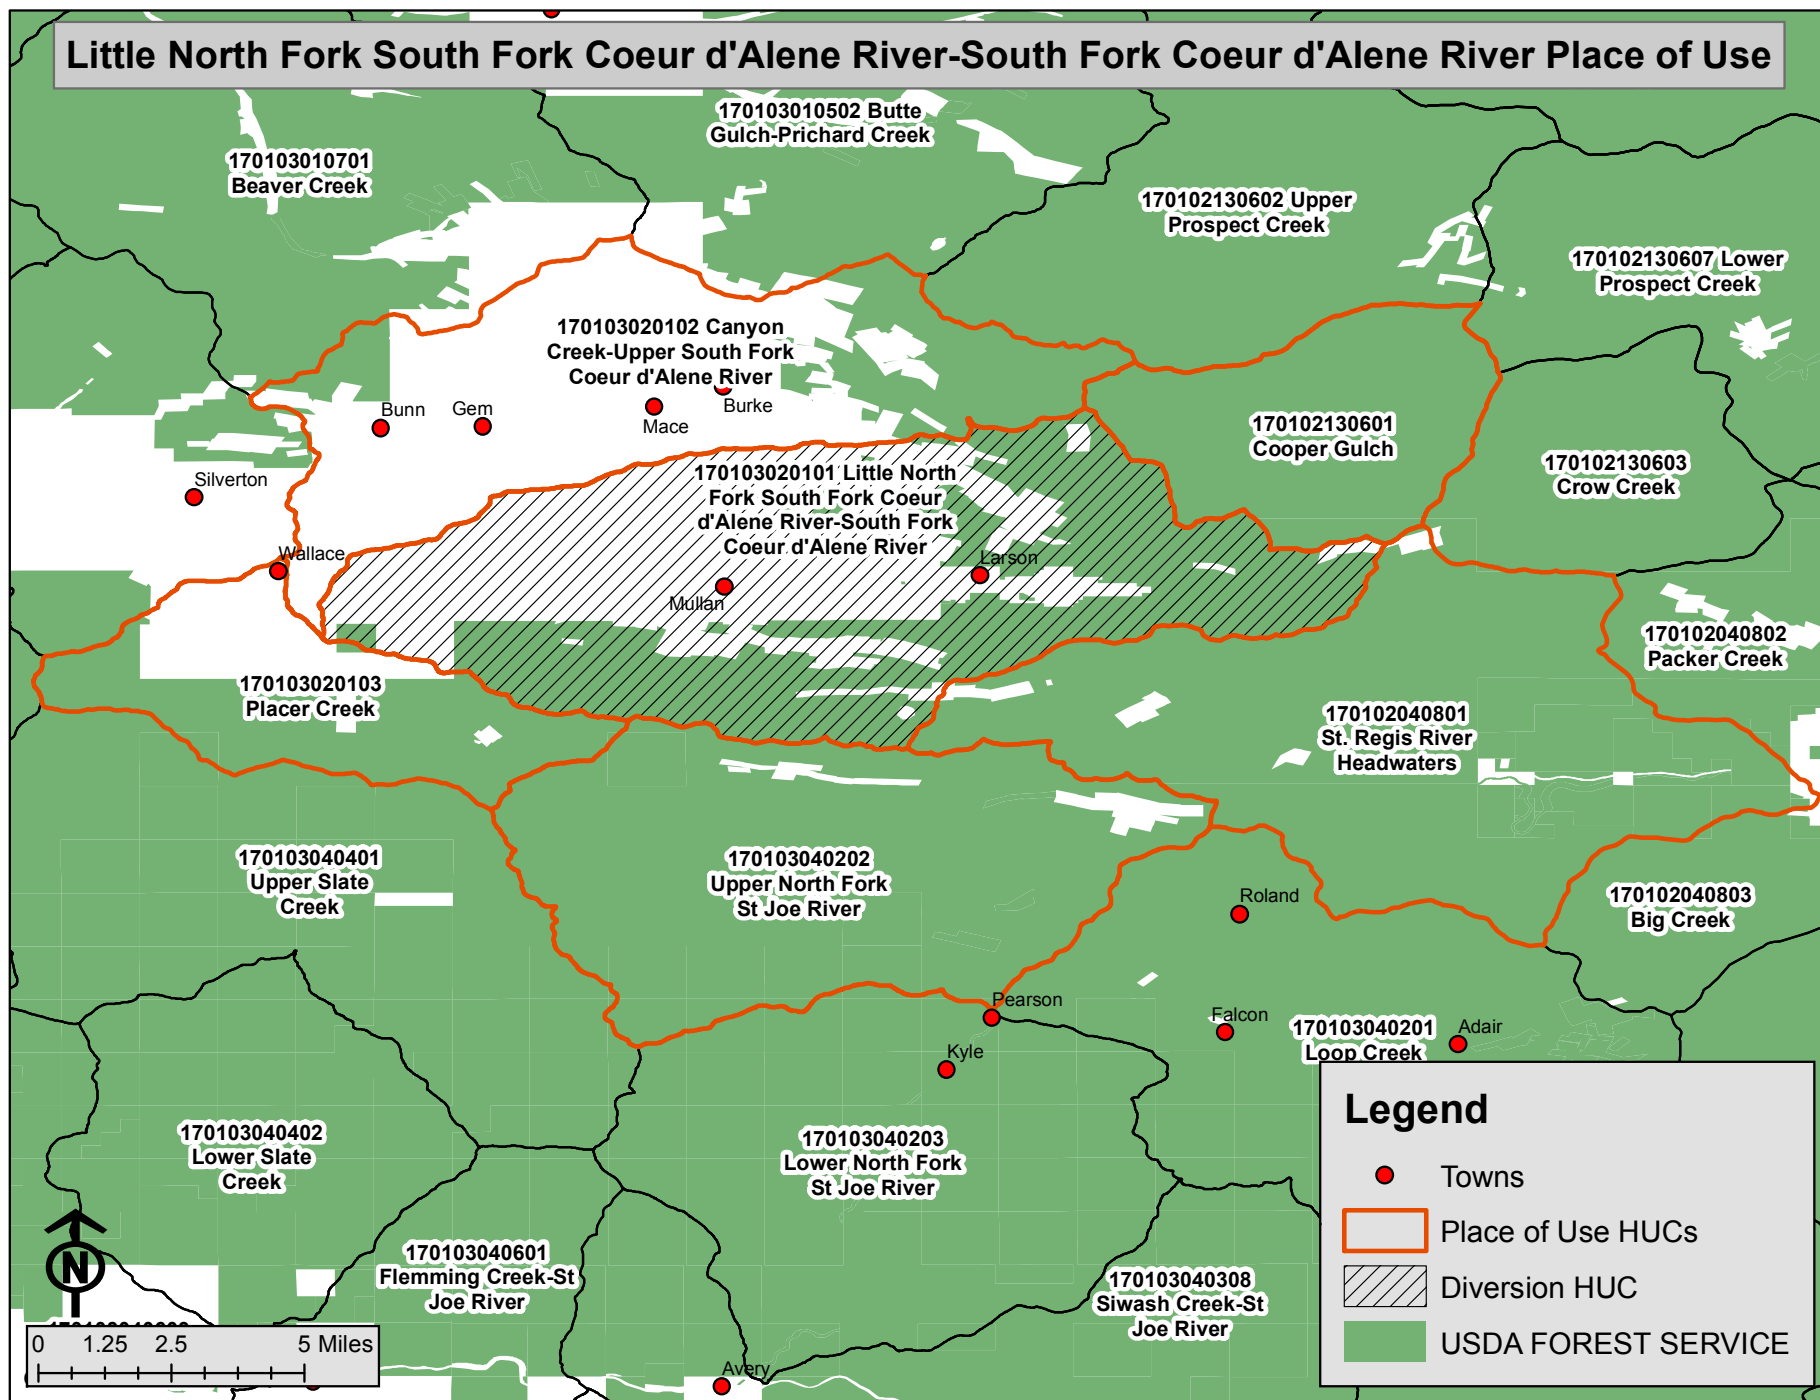 Little North Fork South Fork Coeur d'Alene River-South Fork Coeur d'Alene River Place of Use
170103010502 Butte
Gulch-Prichard Creek
170103010701
Beaver Creek
170102130602 Upper
Prospect Creek
170102130607 Lower
Prospect Creek
170103020102 Canyon
Creek-Upper South Fork
Coeur d'Alene River
Bunn
Gem
Mace
Burke
170102130601
Cooper Gulch
170102130603
Crow Creek
Silverton
170103020101 Little North
Fork South Fork Coeur
d'Alene River-South Fork
Coeur d'Alene River
Wallace
Larson
Mullan
170102040802
Packer Creek
170103020103
Placer Creek
170102040801
St. Regis River
Headwaters
170103040401
Upper Slate
Creek
170103040202
Upper North Fork
St Joe River
Roland
170102040803
Big Creek
Pearson
Falcon
170103040201
Loop Creek
Adair
Kyle
170103040402
Lower Slate
Creek
170103040203
Lower North Fork
St Joe River
170103040601
Flemming Creek-St
Joe River
170103040308
Siwash Creek-St
Joe River
Avery
N
0 1.25 2.5 5 Miles
Legend
Towns
Place of Use HUCs
Diversion HUC
USDA FOREST SERVICE